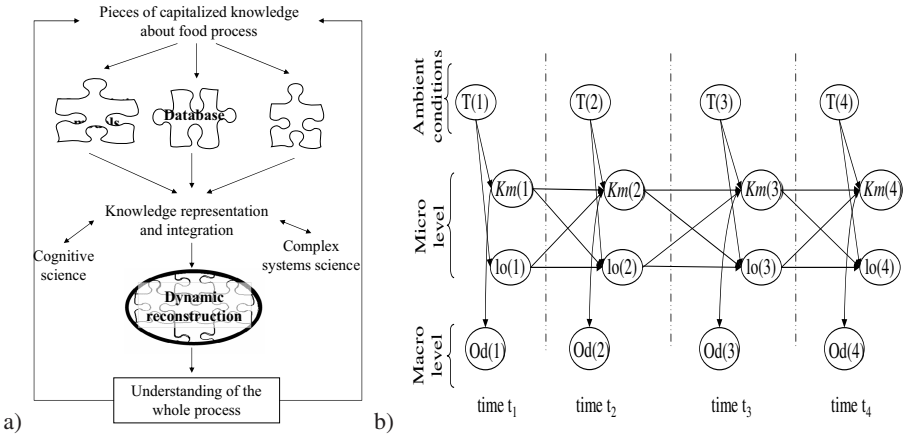 Pieces of capitalized knowledge
about food process
Database
Knowledge representation
and integration
Cognitive
science
Complex
systems science
Dynamic
reconstruction
Understanding of the
whole process
a)
Ambient
conditions
T(1) T(2) T(3) T(4)
Micro
level
Km(1) Km(2) Km(3) Km(4)
lo(1) lo(2) lo(3) lo(4)
Macro
level
Od(1) Od(2) Od(3) Od(4)
time t1 time t2 time t3 time t4
b)